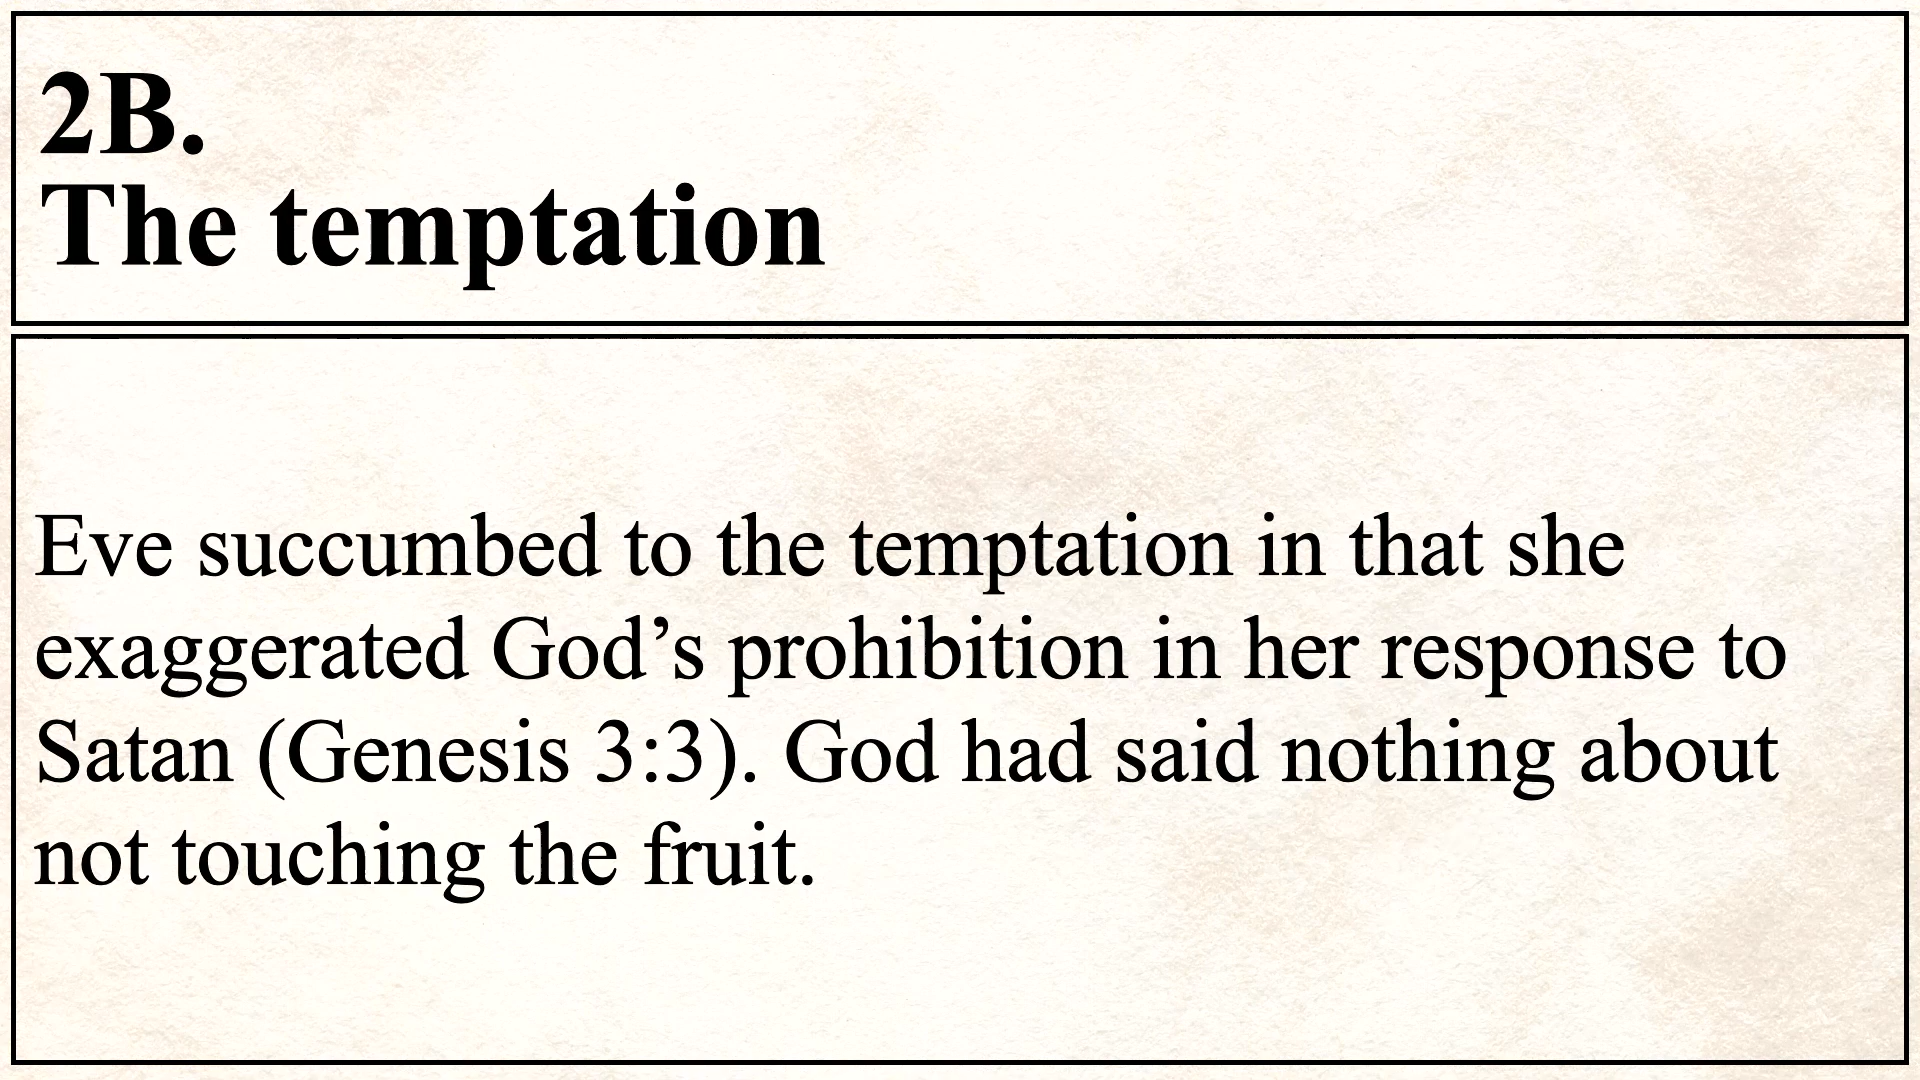 2B.
The temptation
Eve succumbed to the temptation in that she
exaggerated God’s prohibition in her response to
Satan (Genesis 3:3). God had said nothing about
not touching the fruit.